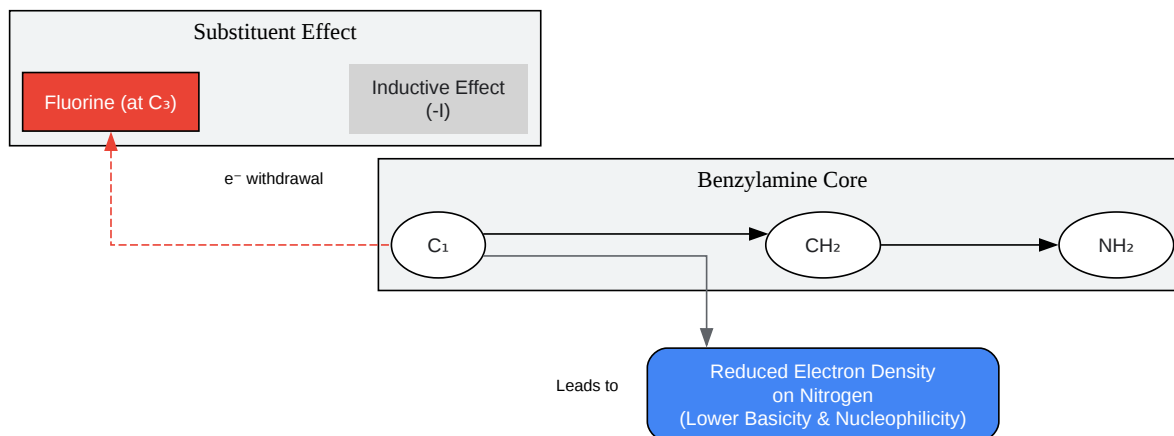 Substituent Effect
Fluorine (at C₃)
Inductive Effect
(-I)
e⁻ withdrawal
Benzylamine Core
C₁
CH₂
NH₂
Leads to
Reduced Electron Density
on Nitrogen
(Lower Basicity & Nucleophilicity)